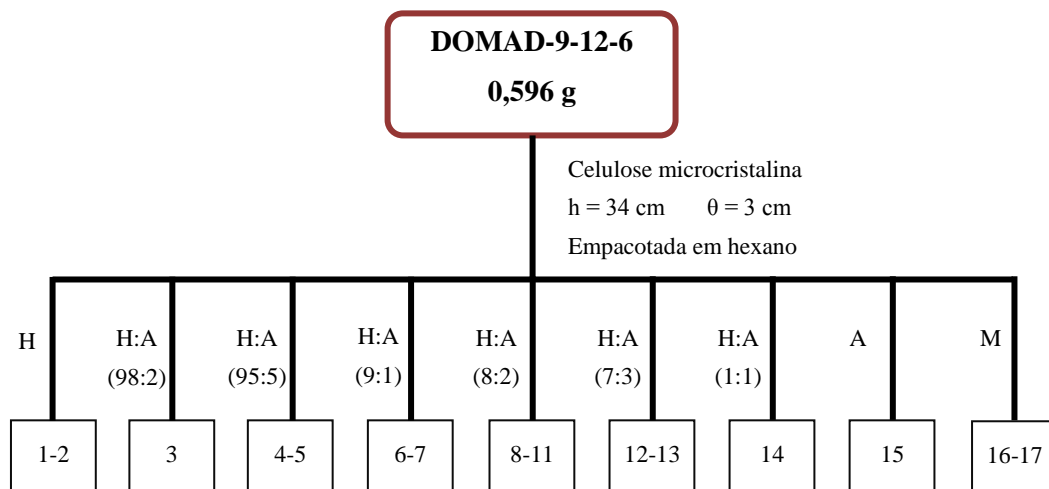 DOMAD-9-12-6
0,596 g
Celulose microcristalina
h = 34 cm θ = 3 cm
Empacotada em hexano
H
H:A
(98:2)
H:A
(95:5)
H:A
(9:1)
H:A
(8:2)
H:A
(7:3)
H:A
(1:1)
A
M
1-2
3
4-5
6-7
8-11
12-13
14
15
16-17